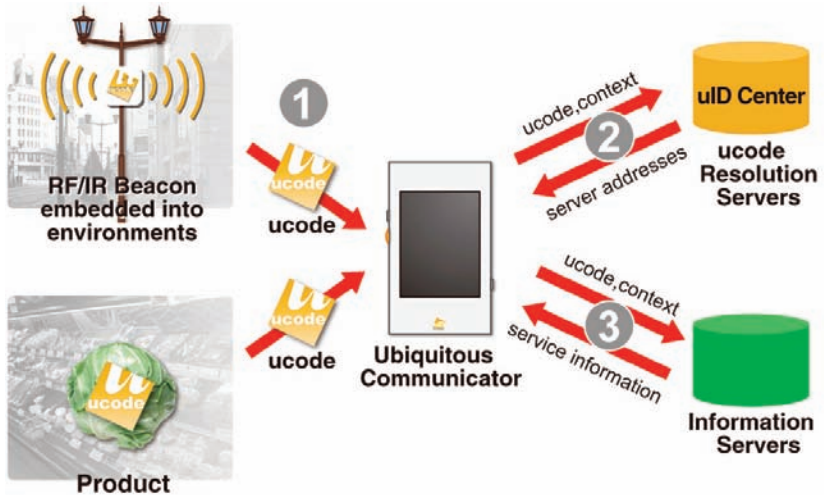 RF/IR Beacon
embedded into
environments
1
u
ucode
ucode
u
ucode
ucode
u
ucode
Product
Ubiquitous
Communicator
ucode,context
2
server addresses
uID Center
ucode
Resolution
Servers
ucode,context
3
service information
Information
Servers